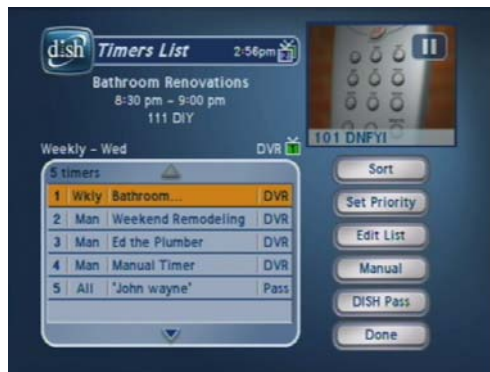 dish Timers List 2:56pm
Bathroom Renovations
8:30 pm - 9:00 pm
111 DIY
101 DNFYI
Weekly - Wed DVR
5 timers
1 Wkly Bathroom... DVR
2 Man Weekend Remodeling DVR
3 Man Ed the Plumber DVR
4 Man Manual Timer DVR
5 All "John wayne" Pass
Sort
Set Priority
Edit List
Manual
DISH Pass
Done